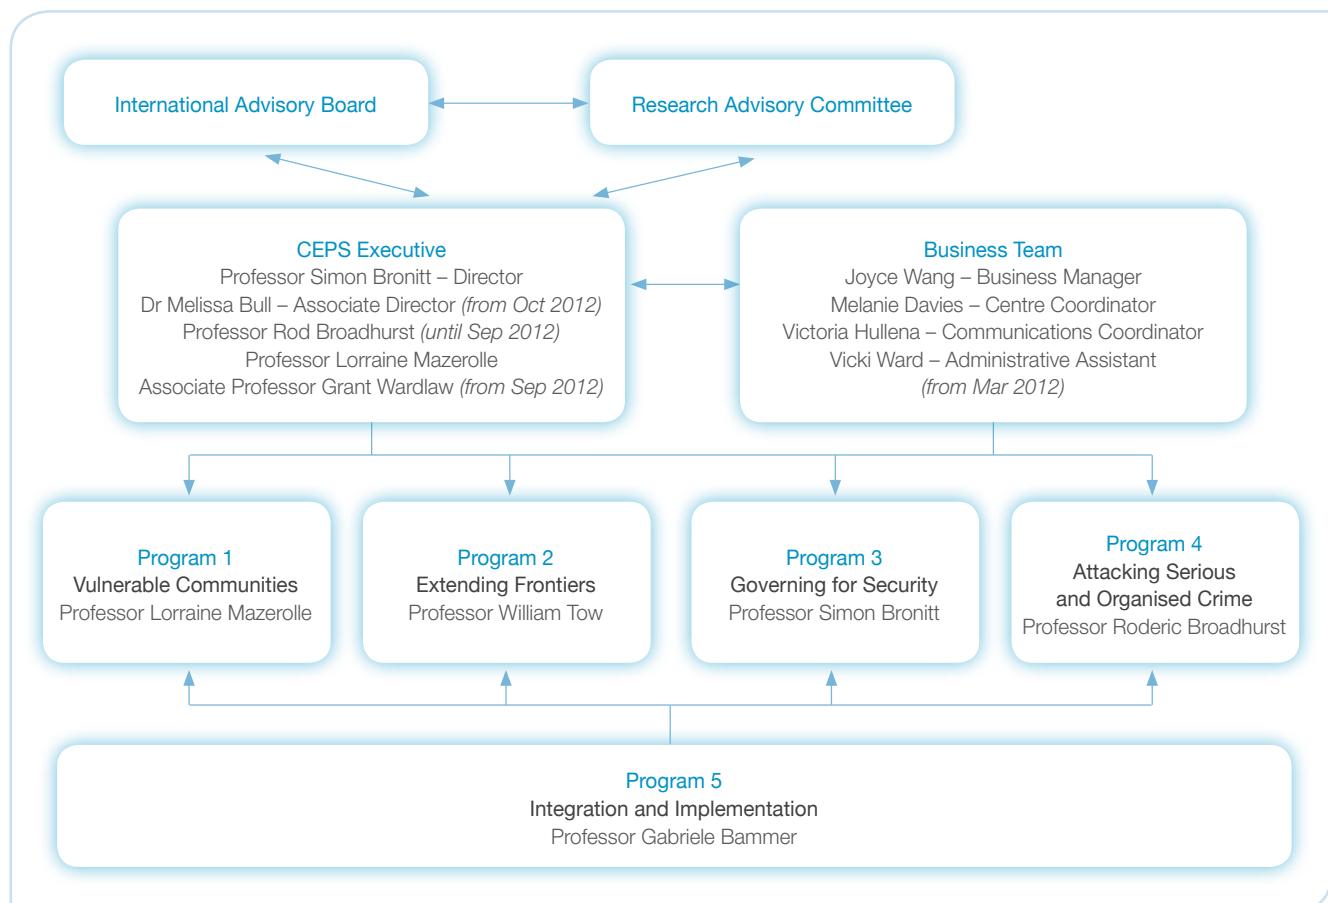 International Advisory Board
Research Advisory Committee
CEPS Executive
Professor Simon Bronitt – Director
Dr Melissa Bull – Associate Director (from Oct 2012)
Professor Rod Broadhurst (until Sep 2012)
Professor Lorraine Mazerolle
Associate Professor Grant Wardlaw (from Sep 2012)
Business Team
Joyce Wang – Business Manager
Melanie Davies – Centre Coordinator
Victoria Hullena – Communications Coordinator
Vicki Ward – Administrative Assistant
(from Mar 2012)
Program 1
Vulnerable Communities
Professor Lorraine Mazerolle
Program 2
Extending Frontiers
Professor William Tow
Program 3
Governing for Security
Professor Simon Bronitt
Program 4
Attacking Serious
and Organised Crime
Professor Roderic Broadhurst
Program 5
Integration and Implementation
Professor Gabriele Bammer